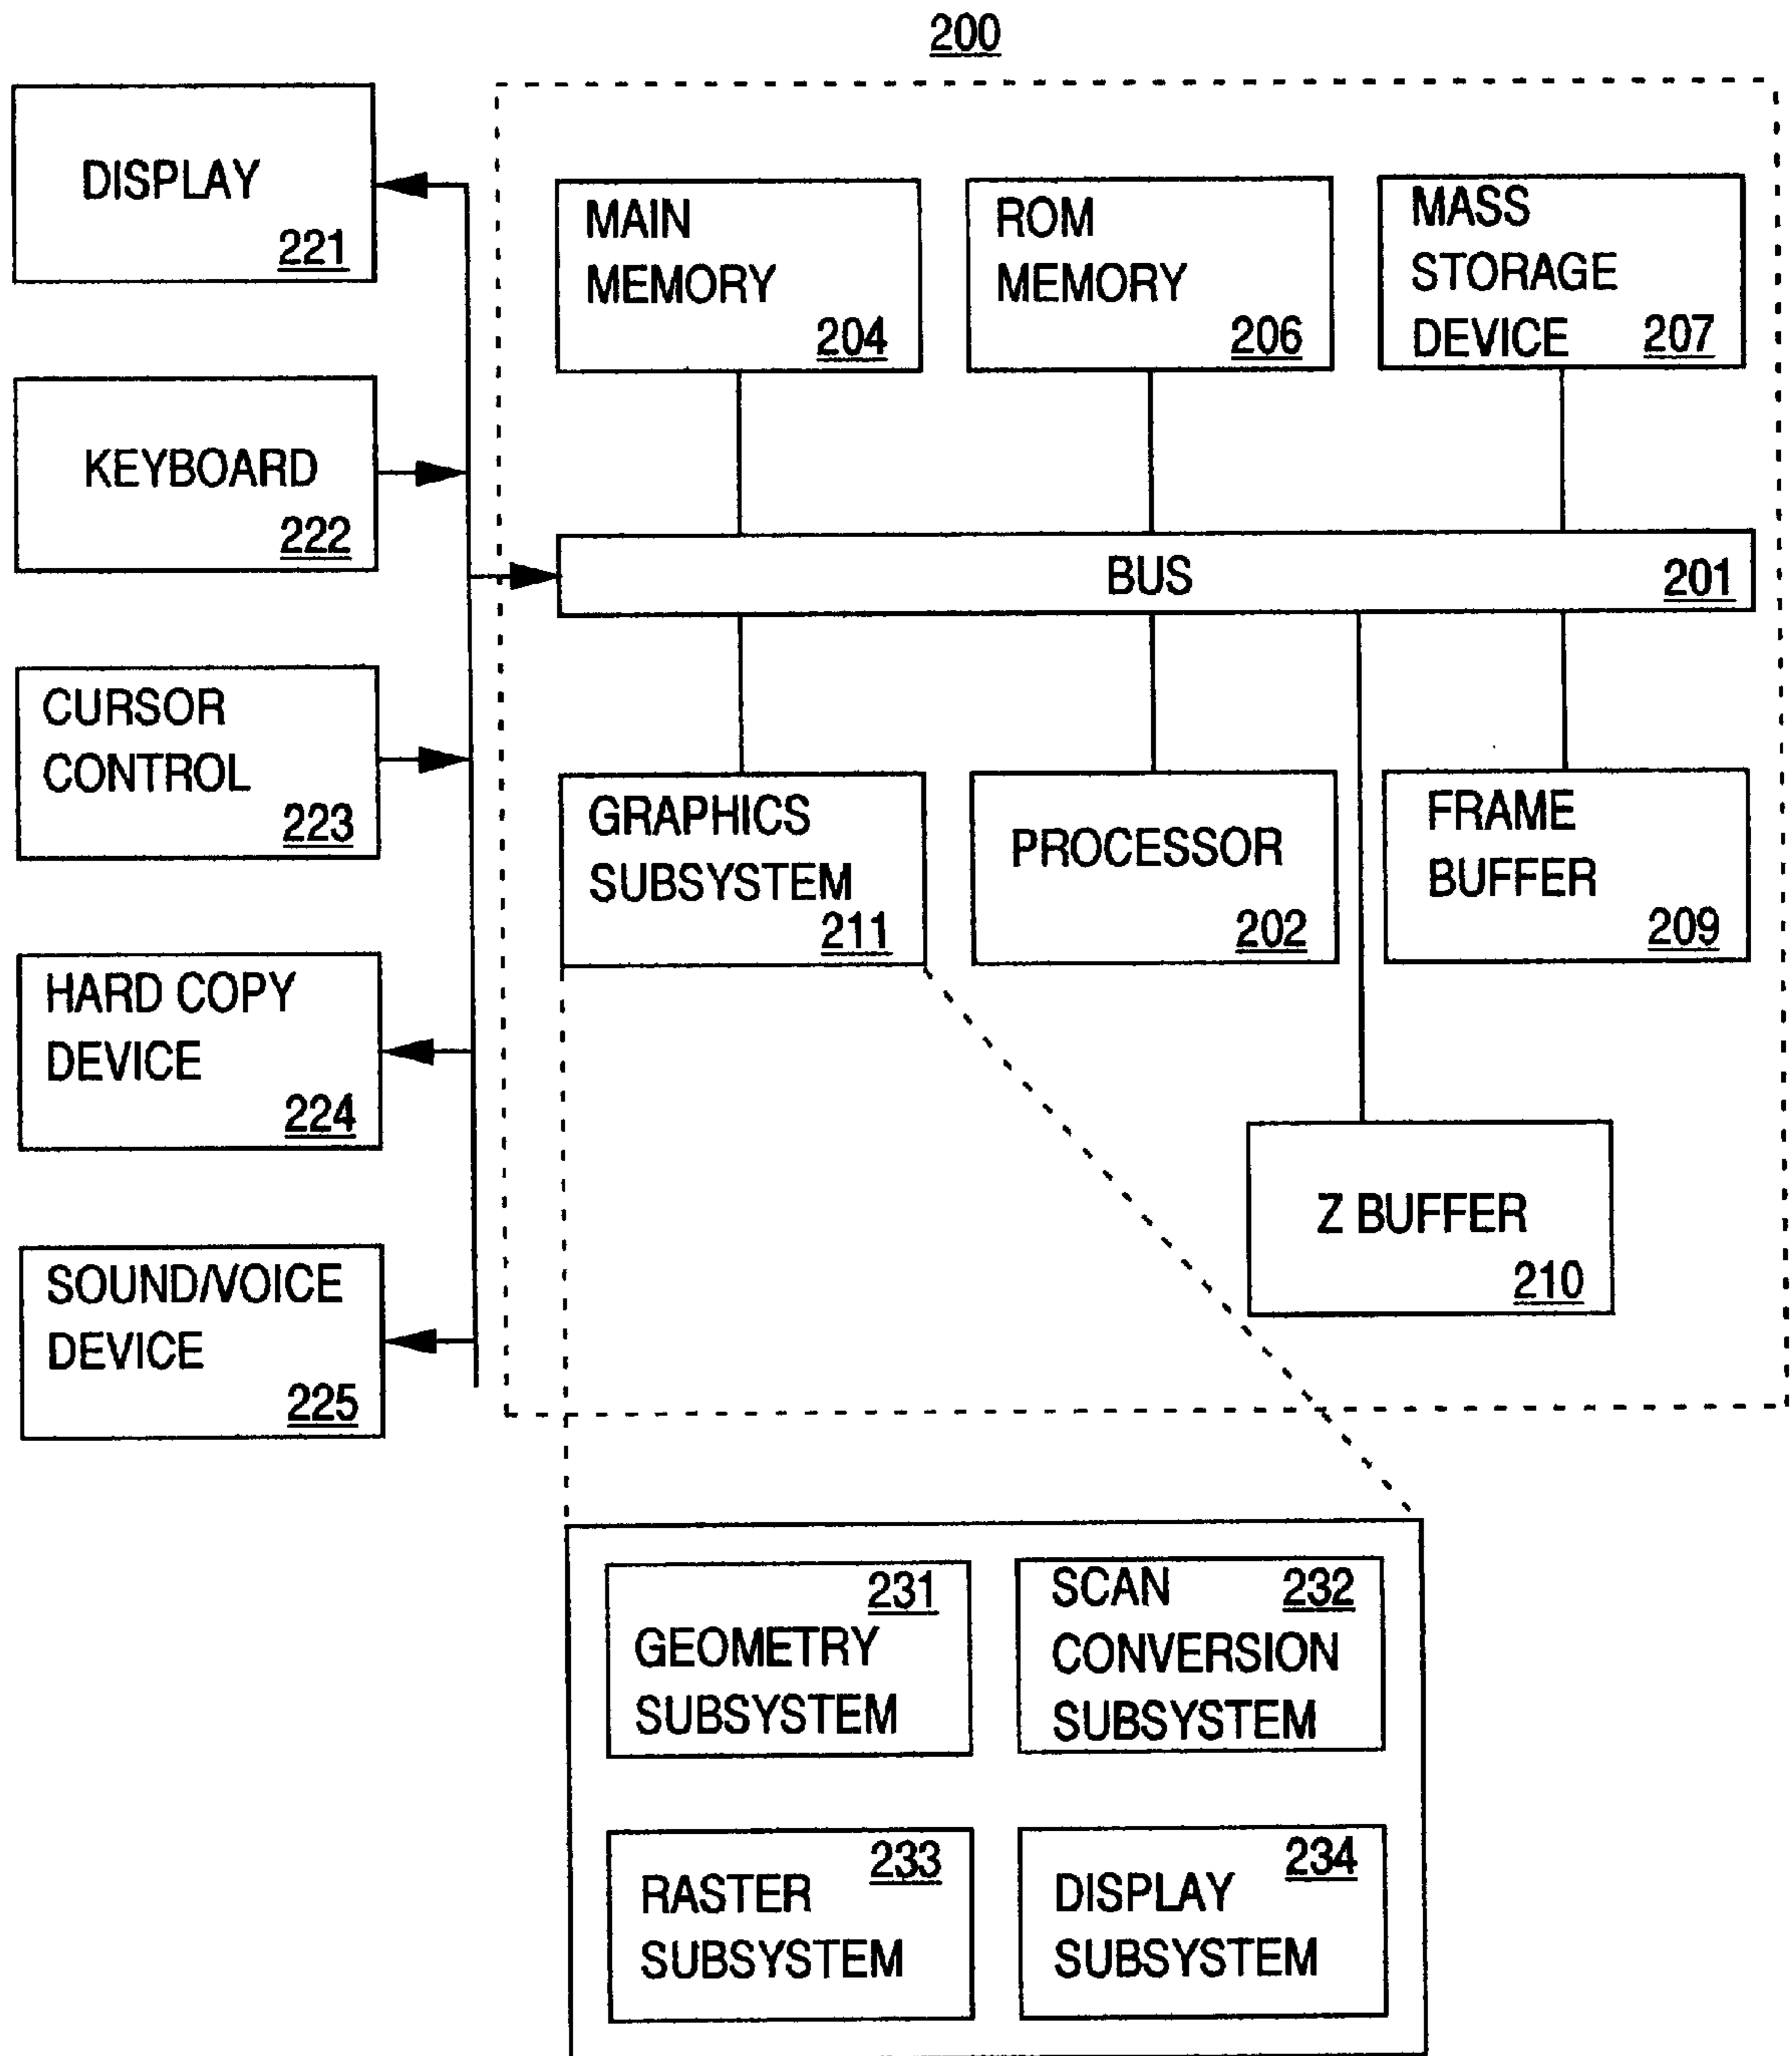 200
DISPLAY
221
KEYBOARD
222
CURSOR
CONTROL
223
HARD COPY
DEVICE
224
SOUND/VOICE
DEVICE
225
MAIN
MEMORY
204
ROM
MEMORY
206
MASS
STORAGE
DEVICE 207
BUS 201
GRAPHICS
SUBSYSTEM
211
PROCESSOR
202
FRAME
BUFFER
209
Z BUFFER
210
231
GEOMETRY
SUBSYSTEM
SCAN 232
CONVERSION
SUBSYSTEM
233
RASTER
SUBSYSTEM
234
DISPLAY
SUBSYSTEM